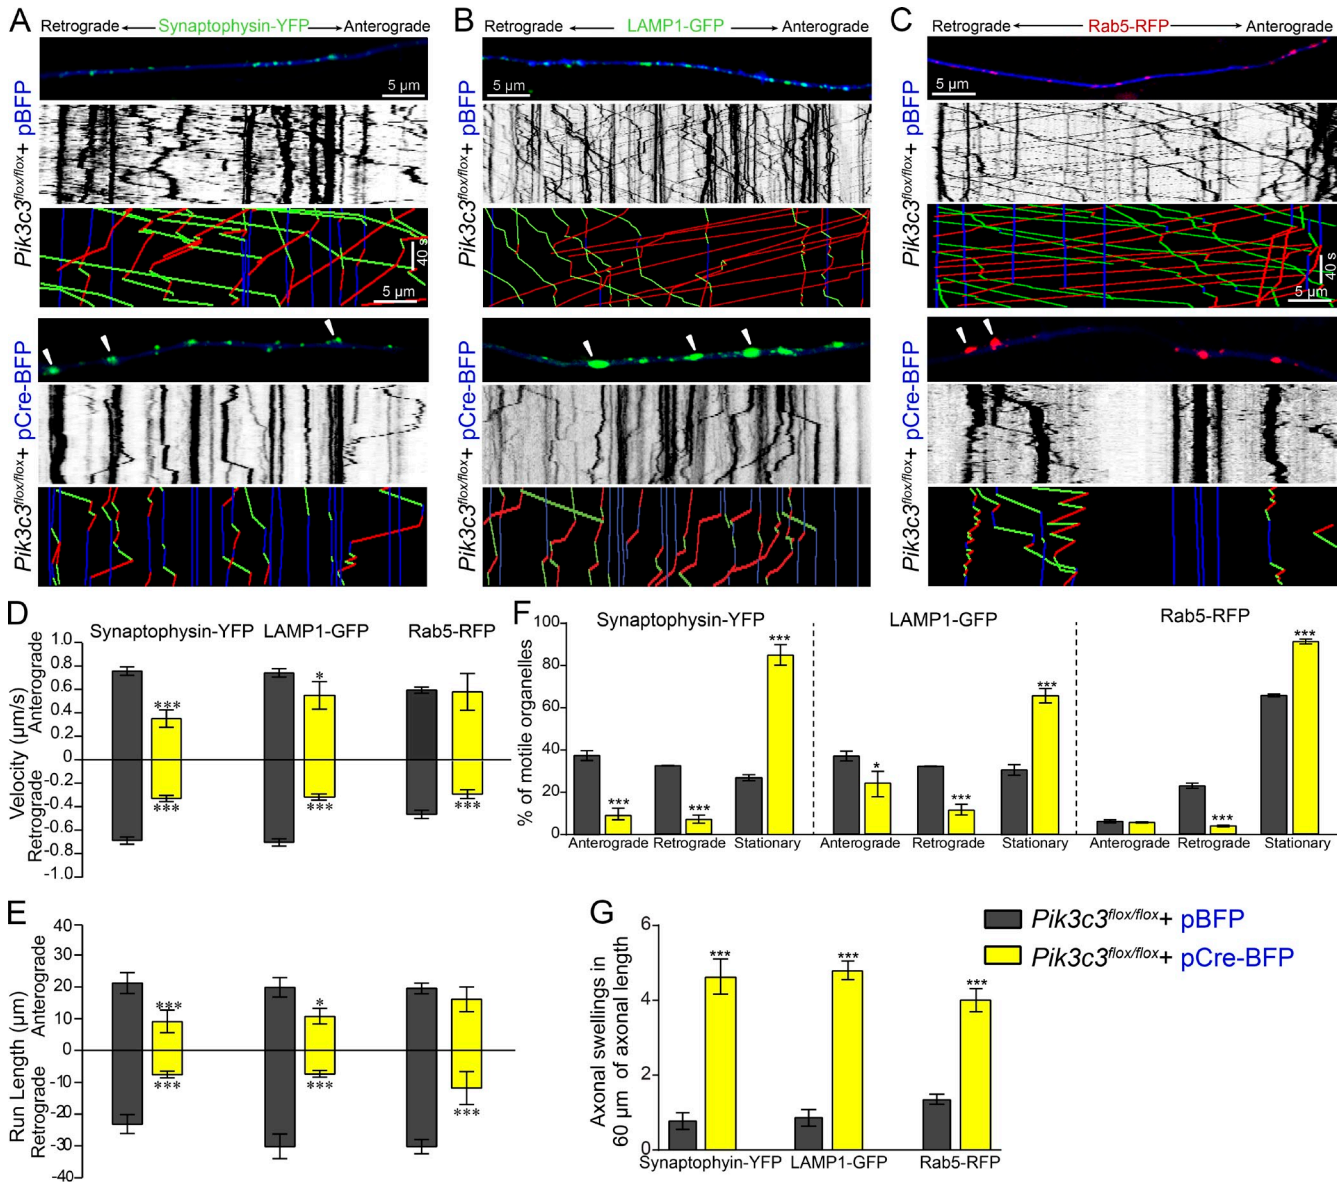 A
Retrograde Synaptophysin-YFP Anterograde
5 µm
Pik3c3flox/flox+ pBFP
40 s
5 µm
Pik3c3flox/flox+ pCre-BFP
B
Retrograde LAMP1-GFP Anterograde
5 µm
Pik3c3flox/flox+ pBFP
Pik3c3flox/flox+ pCre-BFP
C
Retrograde Rab5-RFP Anterograde
5 µm
Pik3c3flox/flox+ pBFP
40 s
5 µm
Pik3c3flox/flox+ pCre-BFP
D
Synaptophysin-YFP LAMP1-GFP Rab5-RFP
Velocity (µm/s)
Retrograde Anterograde
1.0
0.8
0.6
0.4
0.2
0
-0.2
-0.4
-0.6
-0.8
-1.0
*** * 
*** *** ***
E
Run Length (µm)
Retrograde Anterograde
40
30
20
10
0
-10
-20
-30
-40
*** *
*** *** ***
F
Synaptophysin-YFP LAMP1-GFP Rab5-RFP
% of motile organelles
100
80
60
40
20
0
*** *** *** * *** *** *** ***
Anterograde Retrograde Stationary Anterograde Retrograde Stationary Anterograde Retrograde Stationary
G
Axonal swellings in
60 µm of axonal length
6
4
2
0
*** *** ***
Synaptophyin-YFP LAMP1-GFP Rab5-RFP
Pik3c3flox/flox+ pBFP
Pik3c3flox/flox+ pCre-BFP